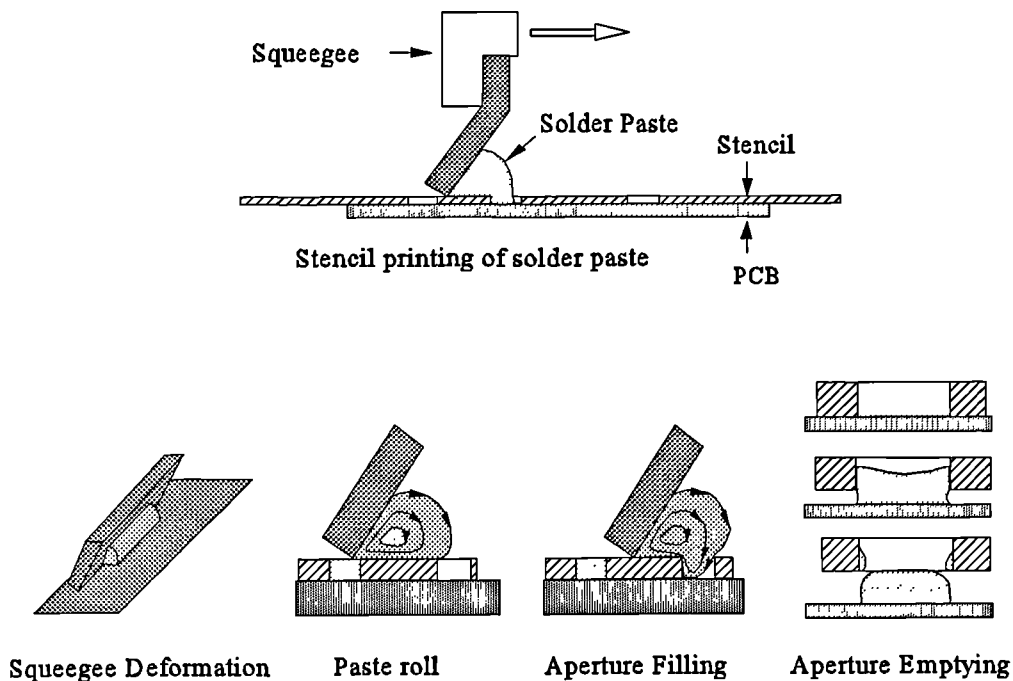 Squeegee
Solder Paste
Stencil
Stencil printing of solder paste
PCB
Squeegee Deformation
Paste roll
Aperture Filling
Aperture Emptying